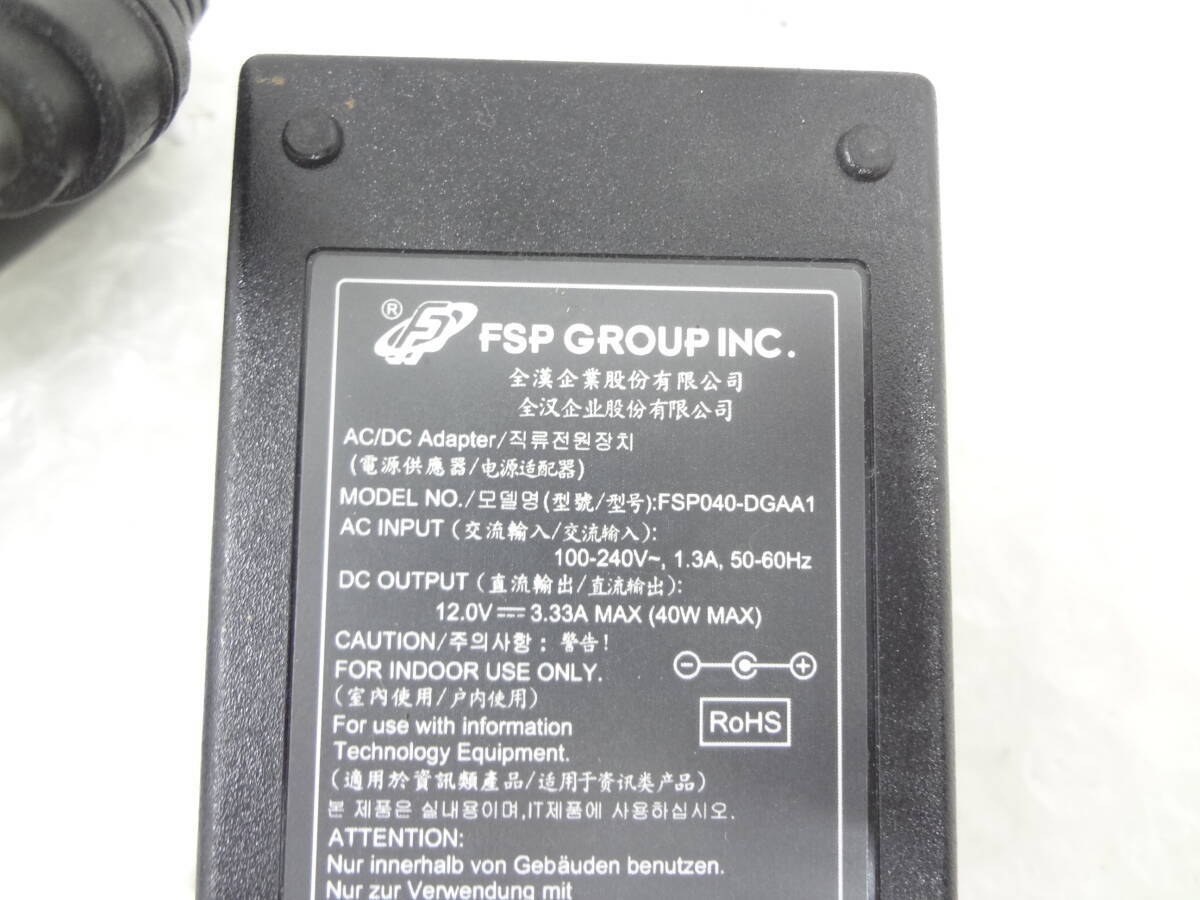 ® FSP GROUP INC.
全漢企業股份有限公司
全汉企业股份有限公司
AC/DC Adapter/직류전원장치
(電源供應器/电源适配器)
MODEL NO./모델명(型號/型号):FSP040-DGAA1
AC INPUT (交流輸入/交流输入):
100-240V~, 1.3A, 50-60Hz
DC OUTPUT (直流輸出/直流输出):
12.0V⎓3.33A MAX (40W MAX)
CAUTION/주의사항: 警告!
FOR INDOOR USE ONLY.
(室內使用/户内使用)
RoHS
For use with information
Technology Equipment.
(適用於資訊類產品/适用于资讯类产品)
본 제품은 실내용이며,IT제품에 사용하십시오.
ATTENTION:
Nur innerhalb von Gebäuden benutzen.
Nur zur Verwendung mit